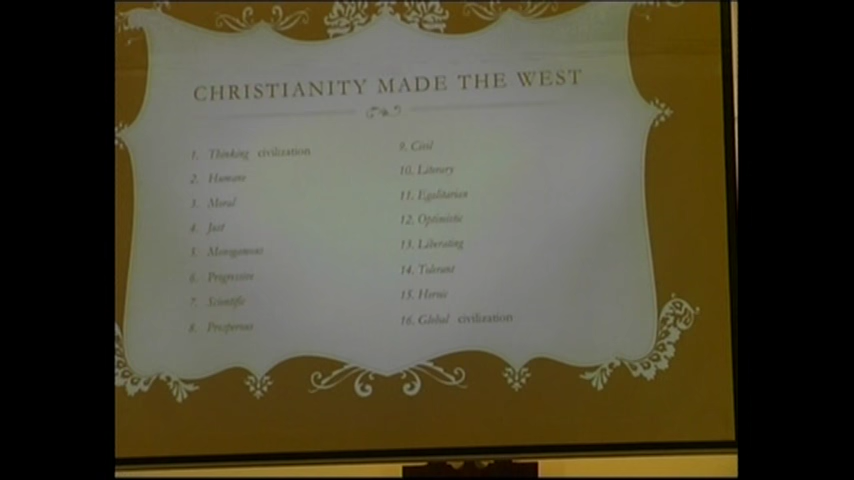 CHRISTIANITY MADE THE WEST
1. Thinking civilization
2. Humane
3. Moral
4. Just
5. Monogamous
6. Progressive
7. Scientific
8. Prosperous
9. Civil
10. Literary
11. Egalitarian
12. Optimistic
13. Liberating
14. Tolerant
15. Heroic
16. Global civilization